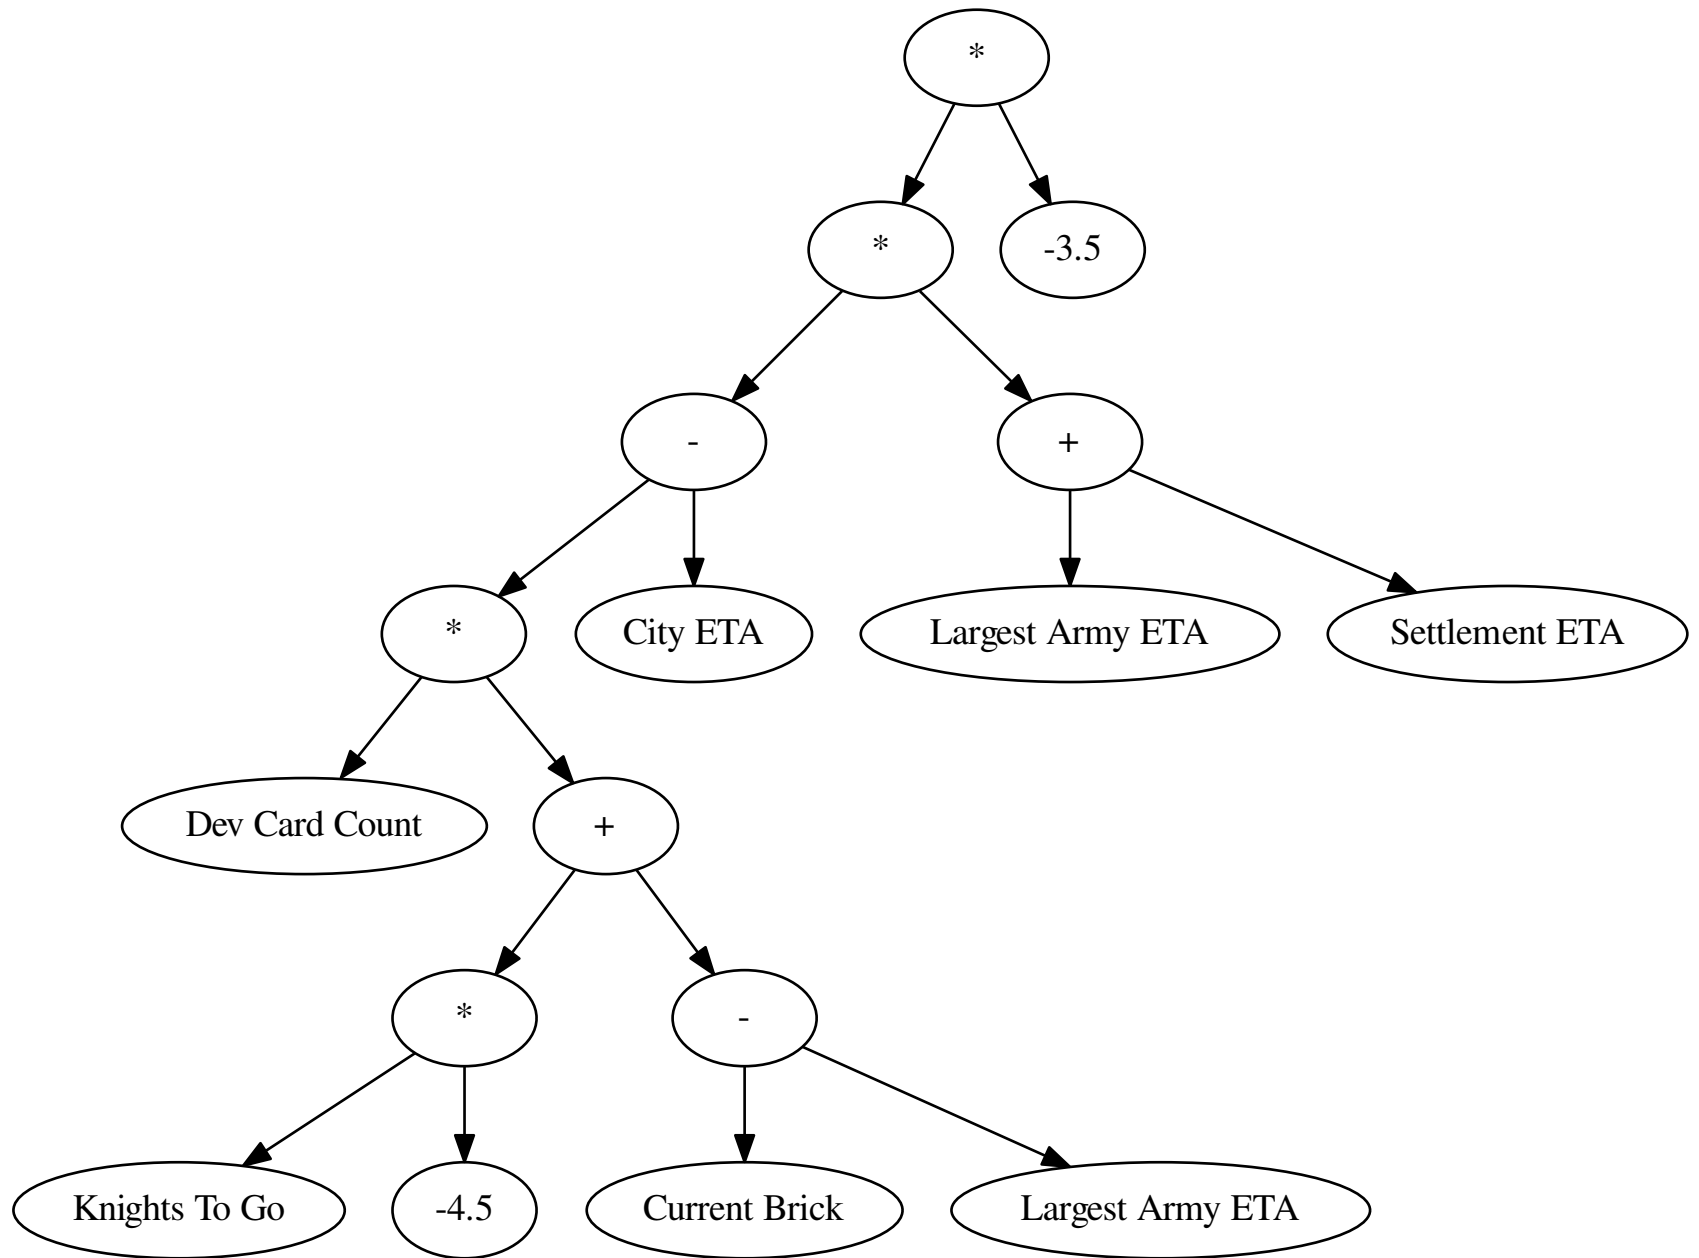 *
*
-3.5
-
+
*
City ETA
Largest Army ETA
Settlement ETA
Dev Card Count
+
*
-
Knights To Go
-4.5
Current Brick
Largest Army ETA